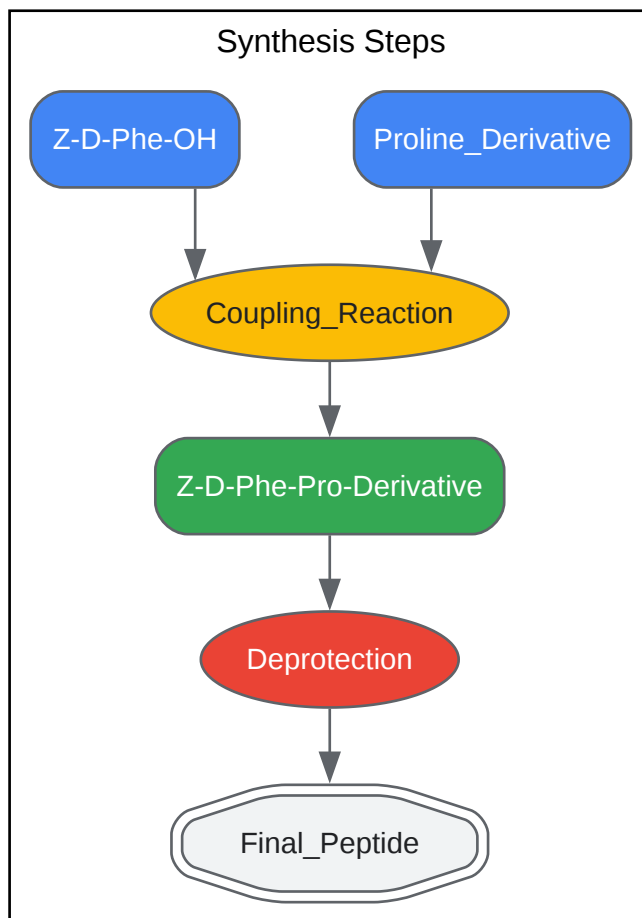 Synthesis Steps
Z-D-Phe-OH
Proline_Derivative
Coupling_Reaction
Z-D-Phe-Pro-Derivative
Deprotection
Final_Peptide